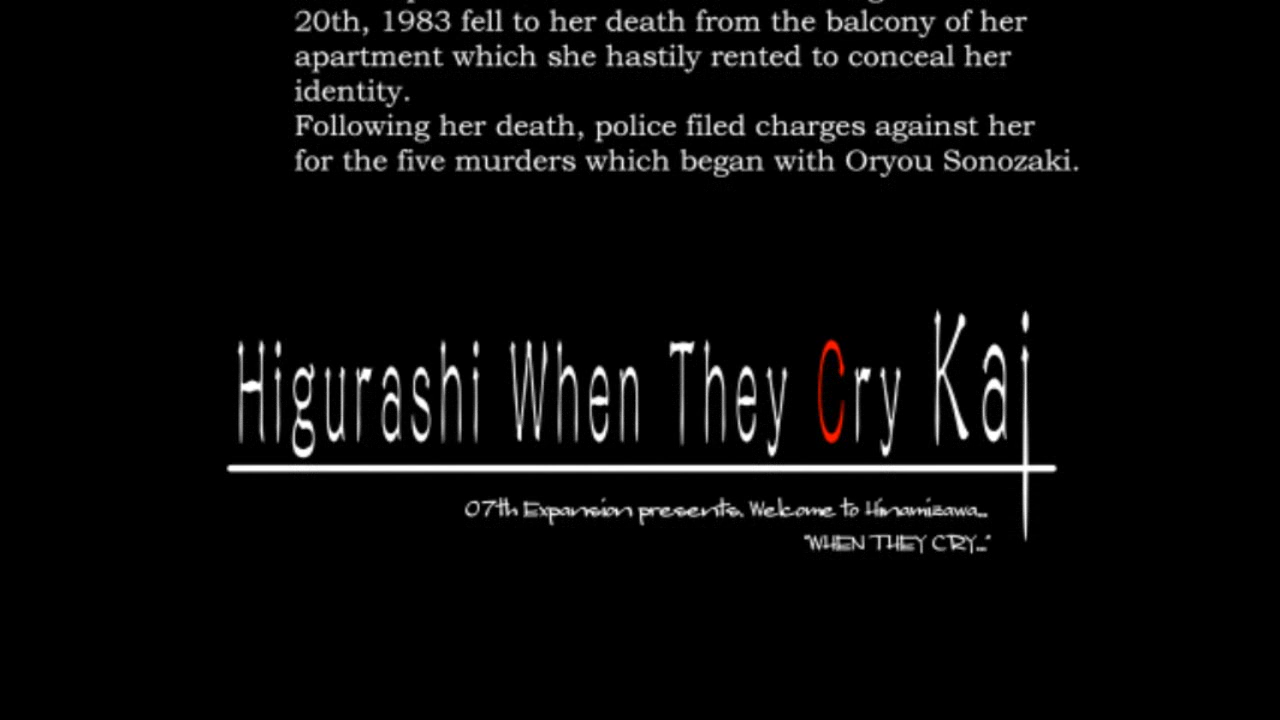 20th, 1983 fell to her death from the balcony of her
apartment which she hastily rented to conceal her
identity.
Following her death, police filed charges against her
for the five murders which began with Oryou Sonozaki.
Higurashi When They Cry Kai
07th Expansion presents. Welcome to Hinamizawa...
"WHEN THEY CRY..."